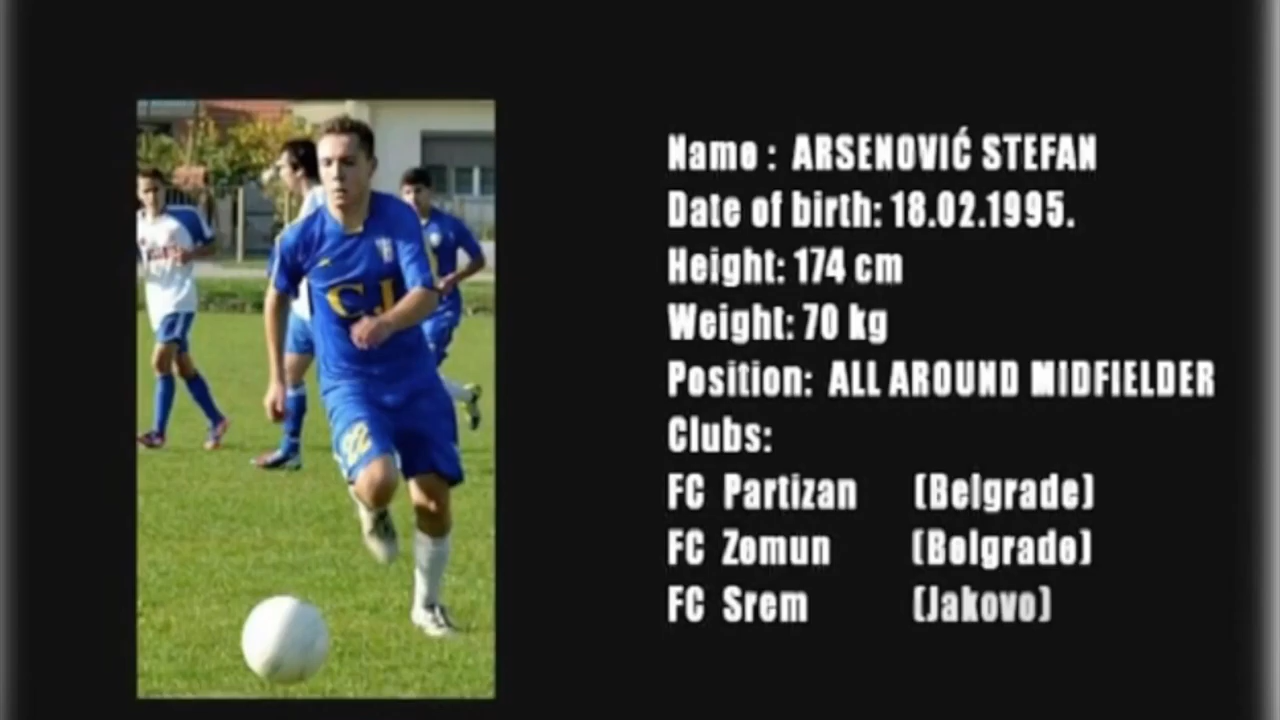 Name : ARSENOVIĆ STEFAN
Date of birth: 18.02.1995.
Height: 174 cm
Weight: 70 kg
Position: ALL AROUND MIDFIELDER
Clubs:
FC Partizan (Belgrade)
FC Zemun (Belgrade)
FC Srem (Jakovo)
22